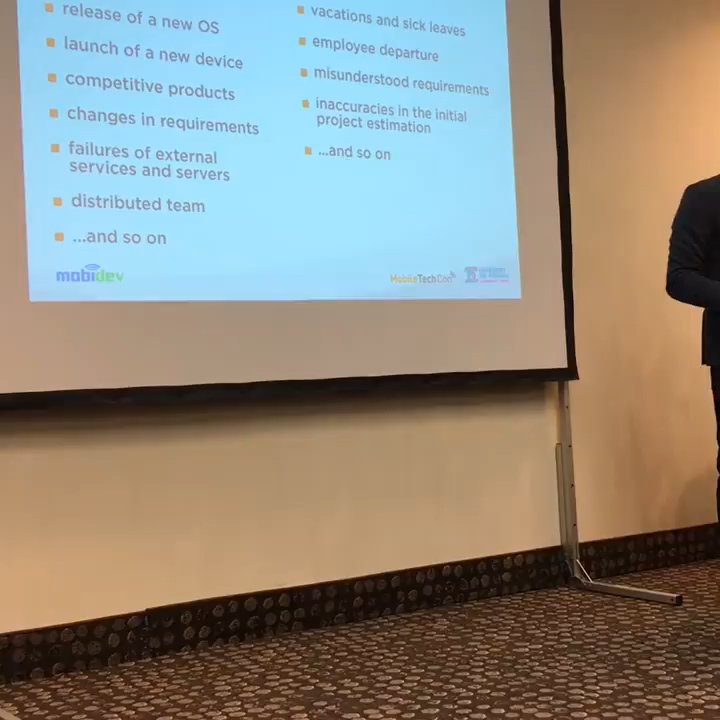 release of a new OS
launch of a new device
competitive products
changes in requirements
failures of external
services and servers
distributed team
...and so on
vacations and sick leaves
employee departure
misunderstood requirements
inaccuracies in the initial
project estimation
...and so on
mobidev
MobileTechCon